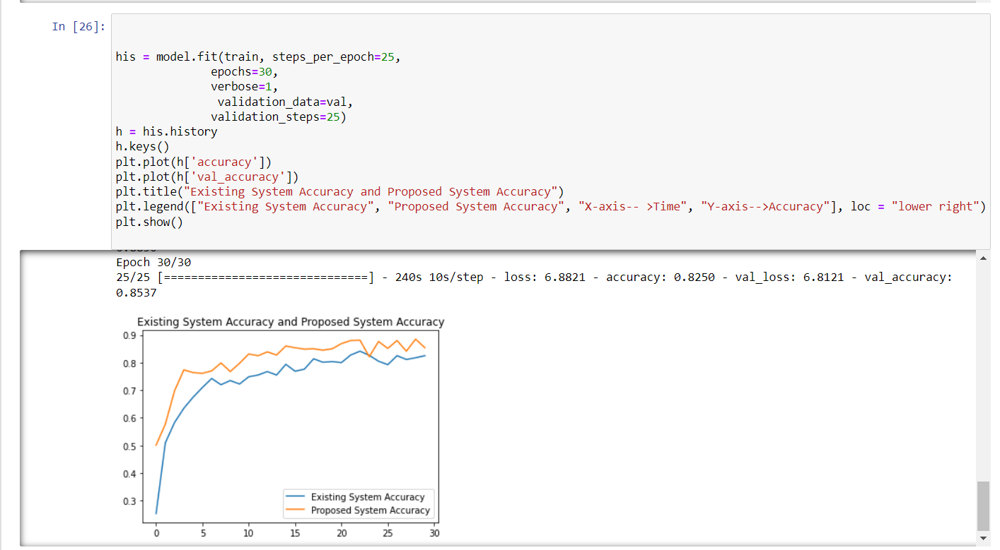 In [26]:
his = model.fit(train, steps_per_epoch=25,
epochs=30,
verbose=1,
validation_data=val,
validation_steps=25)
h = his.history
h.keys()
plt.plot(h['accuracy'])
plt.plot(h['val_accuracy'])
plt.title("Existing System Accuracy and Proposed System Accuracy")
plt.legend(["Existing System Accuracy", "Proposed System Accuracy", "X-axis-- >Time", "Y-axis-->Accuracy"], loc = "lower right")
plt.show()
Epoch 30/30
25/25 [==============================] - 240s 10s/step - loss: 6.8821 - accuracy: 0.8250 - val_loss: 6.8121 - val_accuracy:
0.8537
Existing System Accuracy and Proposed System Accuracy
0.9
0.8
0.7
0.6
0.5
0.4
0.3
Existing System Accuracy
Proposed System Accuracy
0 5 10 15 20 25 30